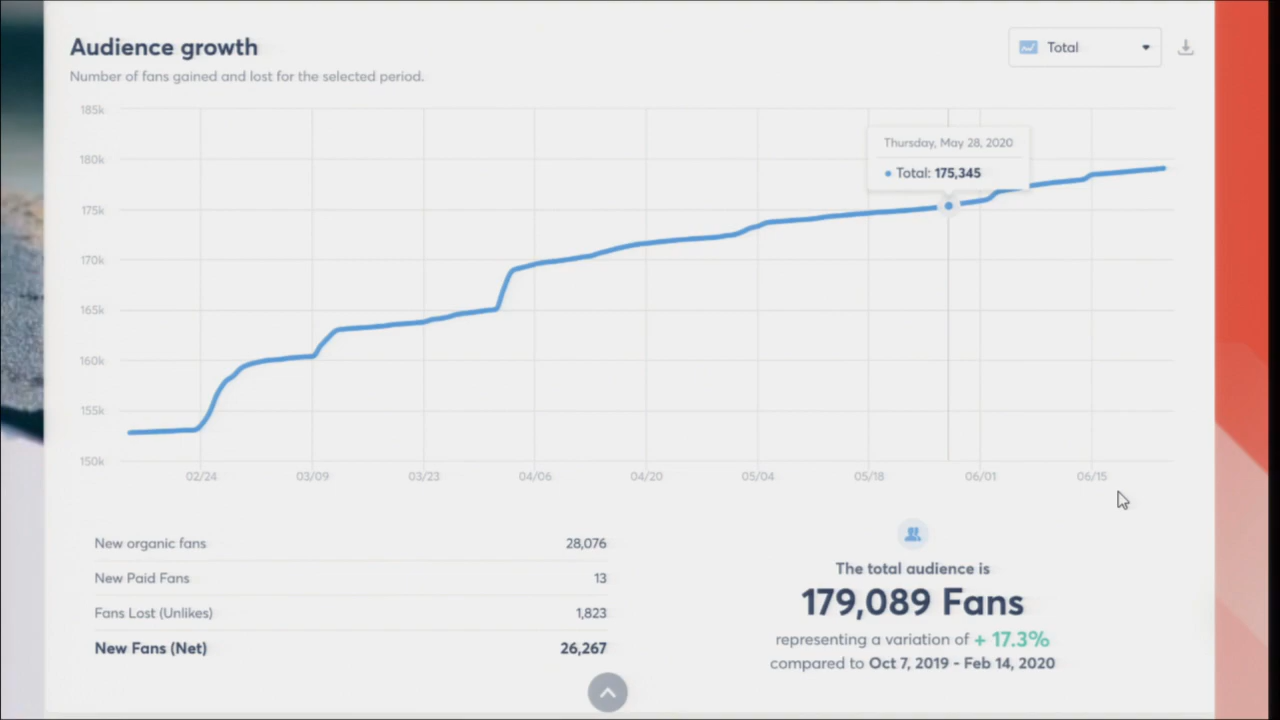 Audience growth
Total
Number of fans gained and lost for the selected period.
185k
180k
175k
170k
165k
160k
155k
150k
Thursday, May 28, 2020
Total: 175,345
02/24 03/09 03/23 04/06 04/20 05/04 05/18 06/01 06/15
New organic fans 28,076
New Paid Fans 13
Fans Lost (Unlikes) 1,823
New Fans (Net) 26,267
The total audience is
179,089 Fans
representing a variation of + 17.3%
compared to Oct 7, 2019 - Feb 14, 2020